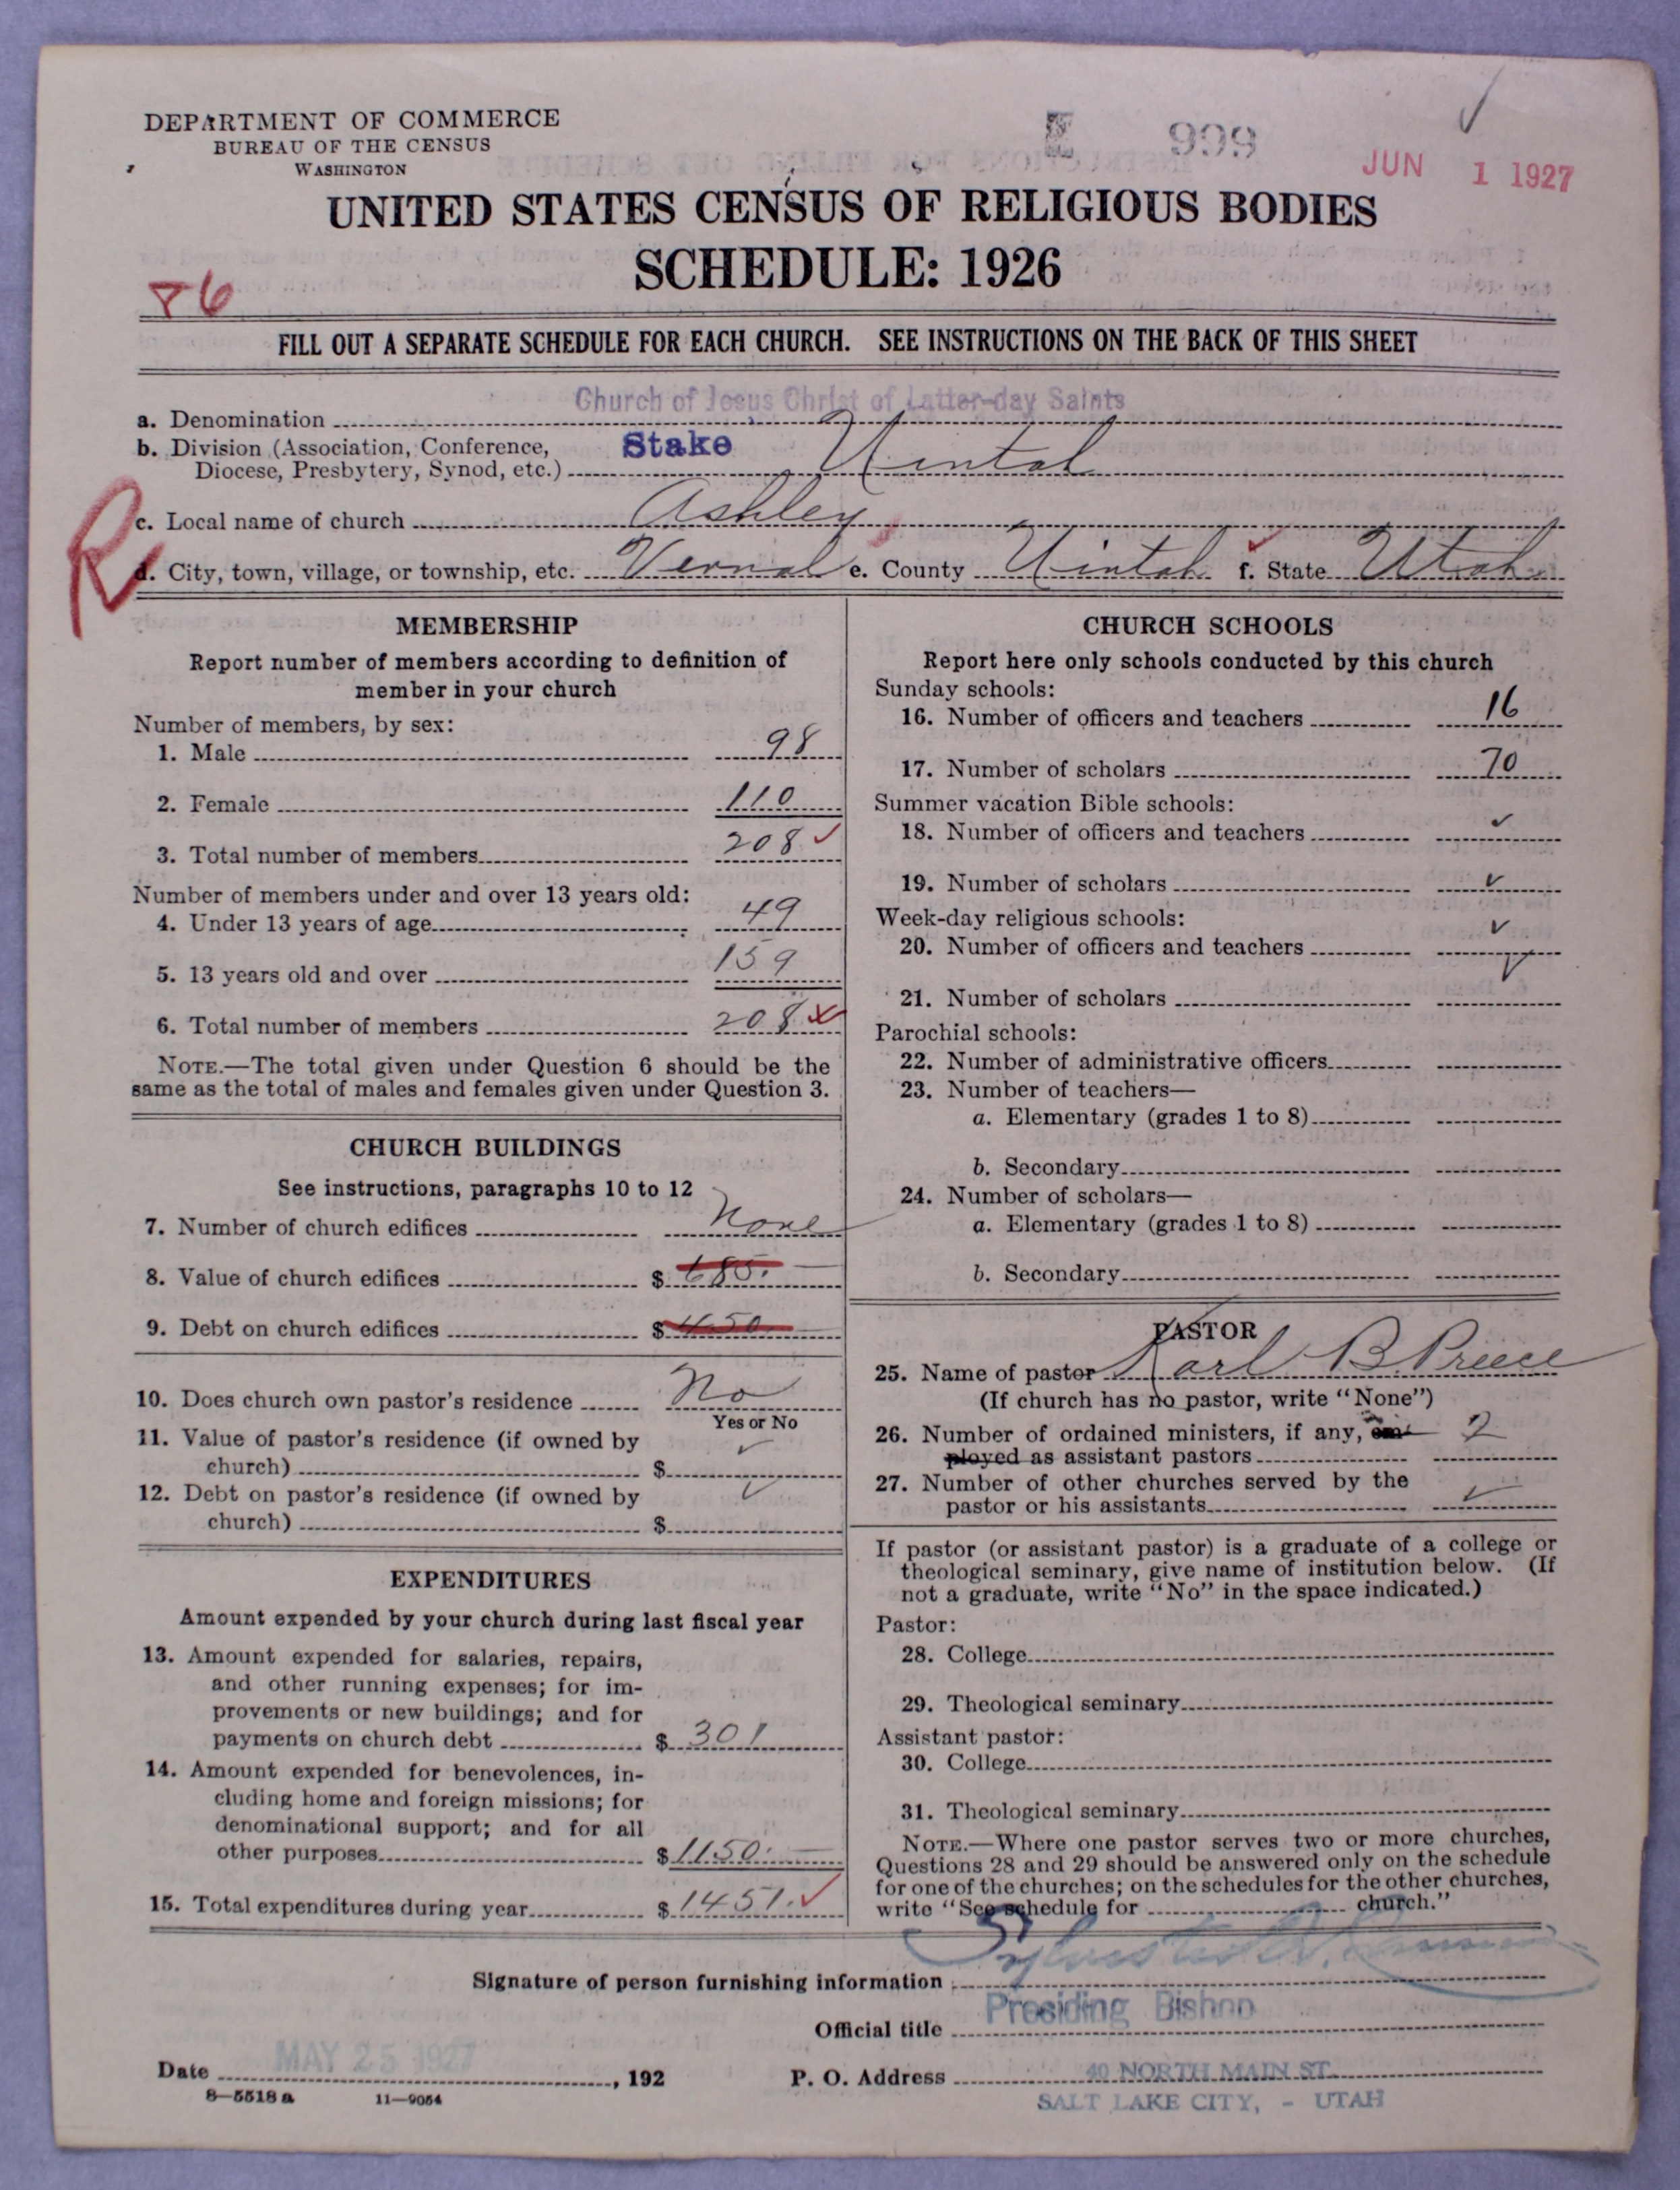 DEPARTMENT OF COMMERCE
BUREAU OF THE CENSUS
WASHINGTON
E 999
JUN 1 1927
UNITED STATES CENSUS OF RELIGIOUS BODIES
SCHEDULE: 1926
86
FILL OUT A SEPARATE SCHEDULE FOR EACH CHURCH. SEE INSTRUCTIONS ON THE BACK OF THIS SHEET
a. Denomination Church of Jesus Christ of Latter-day Saints
b. Division (Association, Conference, Stake Uintah
Diocese, Presbytery, Synod, etc.)
c. Local name of church Ashley
R
d. City, town, village, or township, etc. Vernal e. County Uintah f. State Utah
MEMBERSHIP
Report number of members according to definition of
member in your church
Number of members, by sex:
1. Male 98
2. Female 110
3. Total number of members 208 ✓
Number of members under and over 13 years old:
4. Under 13 years of age 49
5. 13 years old and over 159
6. Total number of members 208
NOTE.—The total given under Question 6 should be the
same as the total of males and females given under Question 3.
CHURCH BUILDINGS
See instructions, paragraphs 10 to 12
7. Number of church edifices None
8. Value of church edifices $ 685.
9. Debt on church edifices $ 450
10. Does church own pastor's residence No
Yes or No
11. Value of pastor's residence (if owned by ✓
church) $
12. Debt on pastor's residence (if owned by ✓
church) $
EXPENDITURES
Amount expended by your church during last fiscal year
13. Amount expended for salaries, repairs,
and other running expenses; for im-
provements or new buildings; and for
payments on church debt $ 301
14. Amount expended for benevolences, in-
cluding home and foreign missions; for
denominational support; and for all
other purposes $ 1150.
15. Total expenditures during year $ 1451. ✓
CHURCH SCHOOLS
Report here only schools conducted by this church
Sunday schools:
16. Number of officers and teachers 16
17. Number of scholars 70
Summer vacation Bible schools:
18. Number of officers and teachers ✓
19. Number of scholars ✓
Week-day religious schools:
20. Number of officers and teachers ✓
21. Number of scholars ✓
Parochial schools:
22. Number of administrative officers
23. Number of teachers—
a. Elementary (grades 1 to 8)
b. Secondary
24. Number of scholars—
a. Elementary (grades 1 to 8)
b. Secondary
PASTOR
25. Name of pastor Karl B Preece
(If church has no pastor, write "None")
26. Number of ordained ministers, if any, em- 2
ployed as assistant pastors
27. Number of other churches served by the
pastor or his assistants ✓
If pastor (or assistant pastor) is a graduate of a college or
theological seminary, give name of institution below. (If
not a graduate, write "No" in the space indicated.)
Pastor:
28. College
29. Theological seminary
Assistant pastor:
30. College
31. Theological seminary
NOTE.—Where one pastor serves two or more churches,
Questions 28 and 29 should be answered only on the schedule
for one of the churches; on the schedules for the other churches,
write "See schedule for church."
Signature of person furnishing information Sylvester
Official title Presiding Bishop
Date MAY 25 1927, 192 P. O. Address 40 NORTH MAIN ST.
8—5518 a 11—9054 SALT LAKE CITY, - UTAH